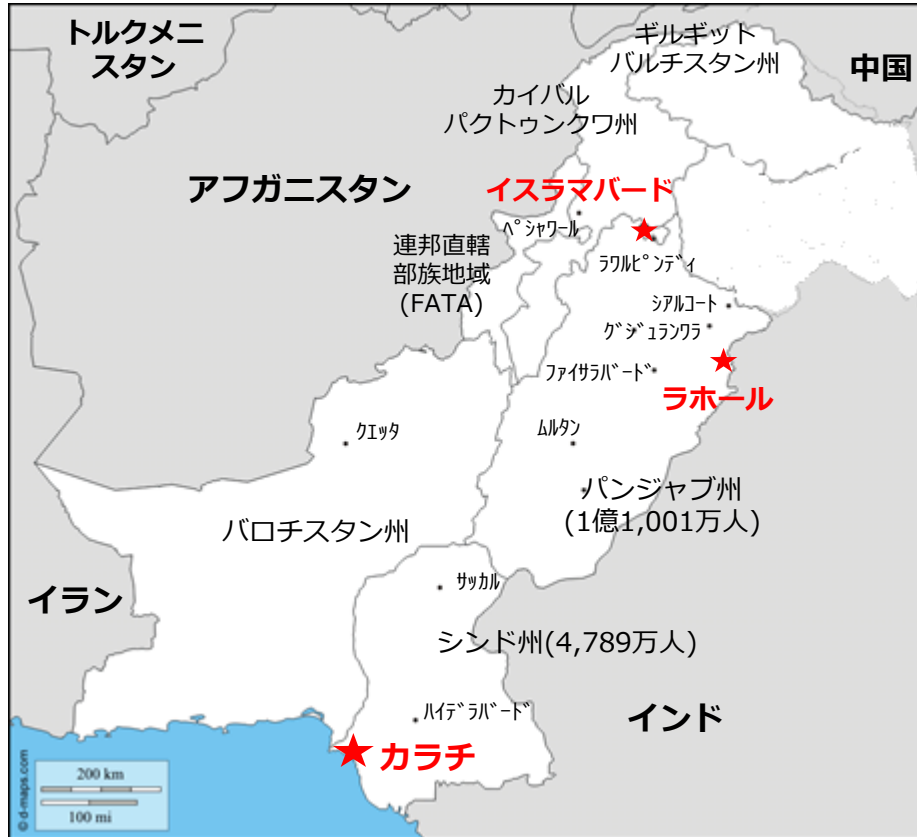 トルクメニ
スタン
ギルギット
バルチスタン州
中国
カイバル
パクトゥンクワ州
アフガニスタン
イスラマバード
ﾍﾟｼｬﾜｰﾙ
連邦直轄
部族地域
(FATA)
ﾗﾜﾙﾋﾟﾝﾃﾞｨ
ｼｱﾙｺｰﾄ
ｸﾞｼﾞｭﾗﾝﾜﾗ
ﾌｧｲｻﾗﾊﾞｰﾄﾞ
ラホール
ｸｴｯﾀ
ﾑﾙﾀﾝ
パンジャブ州
(1億1,001万人)
バロチスタン州
ｻｯｶﾙ
イラン
シンド州(4,789万人)
ﾊｲﾃﾞﾗﾊﾞｰﾄﾞ
インド
カラチ
200 km
100 mi
© d-maps.com